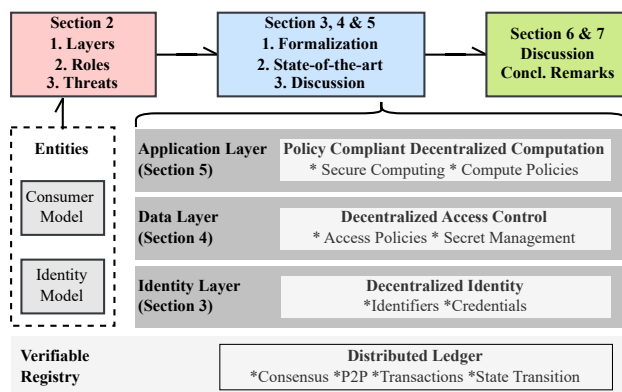 Section 2
1. Layers
2. Roles
3. Threats
Section 3, 4 & 5
1. Formalization
2. State-of-the-art
3. Discussion
Section 6 & 7
Discussion
Concl. Remarks
Entities
Consumer
Model
Identity
Model
Application Layer
(Section 5)
Policy Compliant Decentralized Computation
* Secure Computing * Compute Policies
Data Layer
(Section 4)
Decentralized Access Control
* Access Policies * Secret Management
Identity Layer
(Section 3)
Decentralized Identity
*Identifiers *Credentials
Verifiable
Registry
Distributed Ledger
*Consensus *P2P *Transactions *State Transition